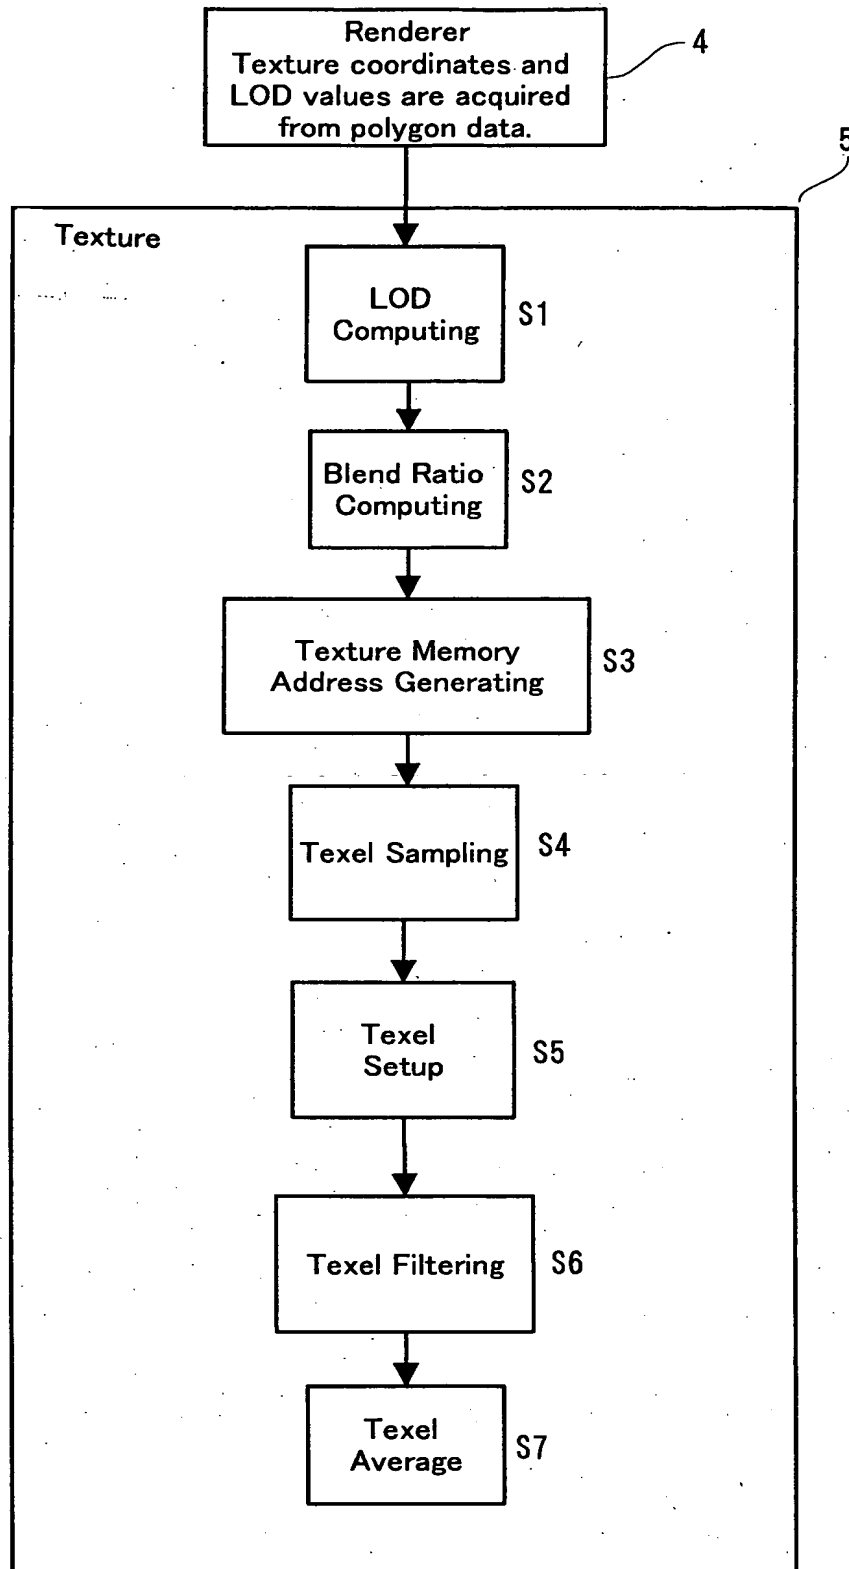 Renderer
Texture coordinates and
LOD values are acquired
from polygon data.
4
5
Texture
LOD
Computing
S1
Blend Ratio
Computing
S2
Texture Memory
Address Generating
S3
Texel Sampling
S4
Texel
Setup
S5
Texel Filtering
S6
Texel
Average
S7